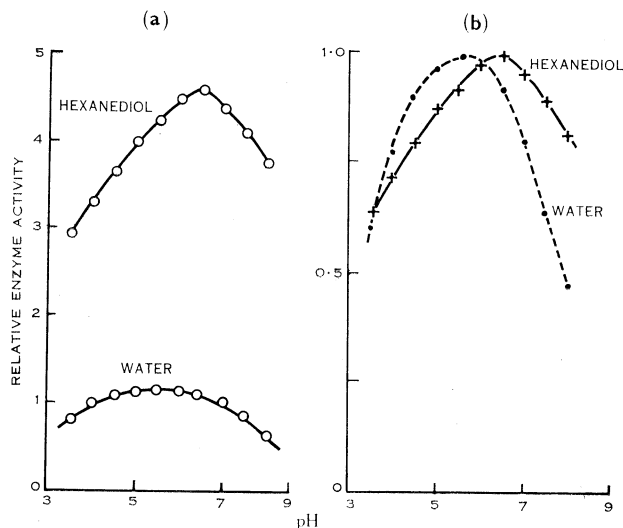 (a)
(b)
RELATIVE ENZYME ACTIVITY
5
4
3
2
1
0
HEXANEDIOL
WATER
3
5
7
9
1·0
0·5
0
HEXANEDIOL
WATER
3
5
7
9
pH